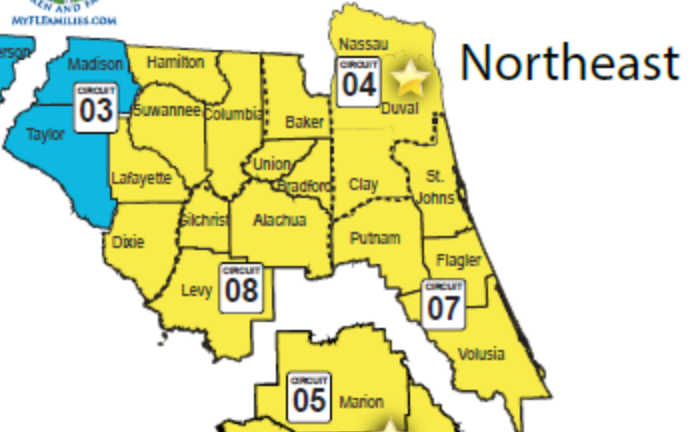 MYFLFAMILIES.COM
Northeast
Nassau
CIRCUIT
04
Duval
Madison
Hamilton
CIRCUIT
03
Suwannee
Columbia
Baker
Taylor
Union
Lafayette
Bradford
Clay
St.
Johns
Gilchrist
Alachua
Dixie
Putnam
Flagler
Levy
CIRCUIT
08
CIRCUIT
07
Volusia
CIRCUIT
05
Marion